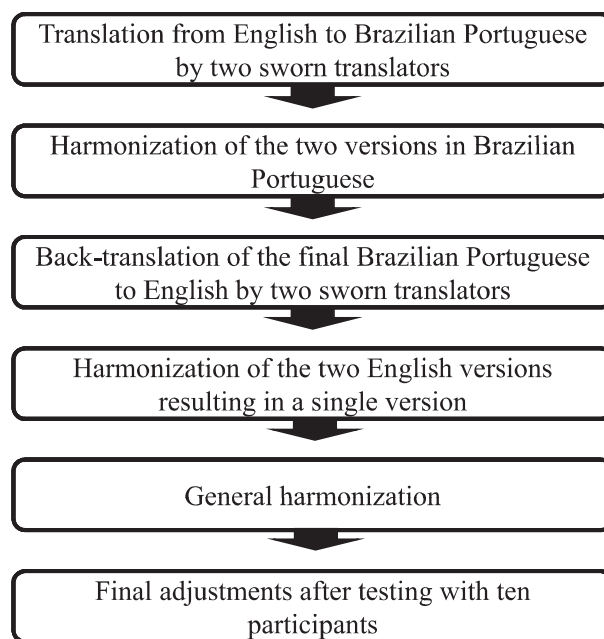 Translation from English to Brazilian Portuguese
by two sworn translators
Harmonization of the two versions in Brazilian
Portuguese
Back-translation of the final Brazilian Portuguese
to English by two sworn translators
Harmonization of the two English versions
resulting in a single version
General harmonization
Final adjustments after testing with ten
participants